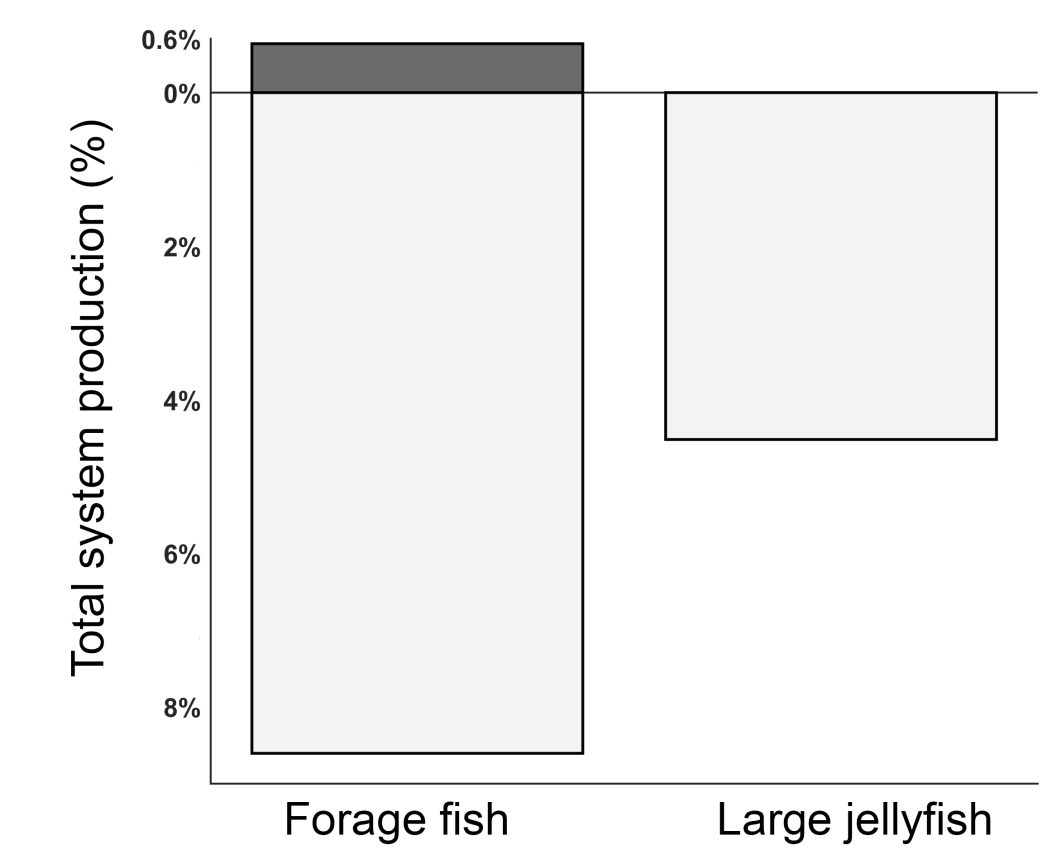 0.6%
0%
2%
4%
6%
8%
Total system production (%)
Forage fish
Large jellyfish